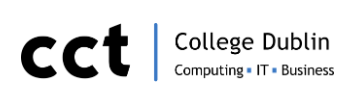 cct
College Dublin
Computing ▪ IT ▪ Business